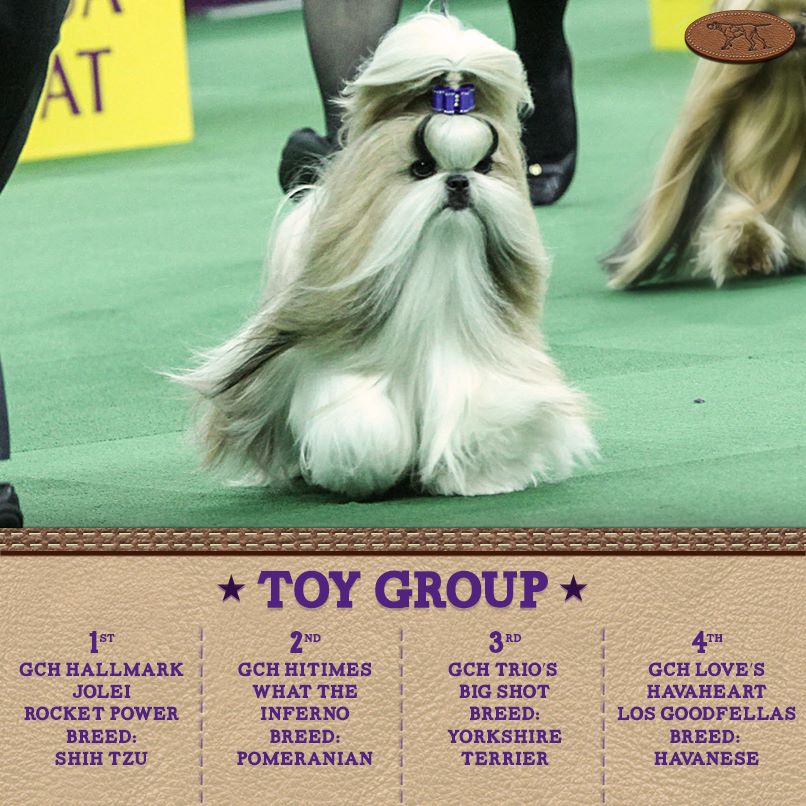 A
AT
★ TOY GROUP ★
1ST
GCH HALLMARK
JOLEI
ROCKET POWER
BREED:
SHIH TZU
2ND
GCH HITIMES
WHAT THE
INFERNO
BREED:
POMERANIAN
3RD
GCH TRIO'S
BIG SHOT
BREED:
YORKSHIRE
TERRIER
4TH
GCH LOVE'S
HAVAHEART
LOS GOODFELLAS
BREED:
HAVANESE